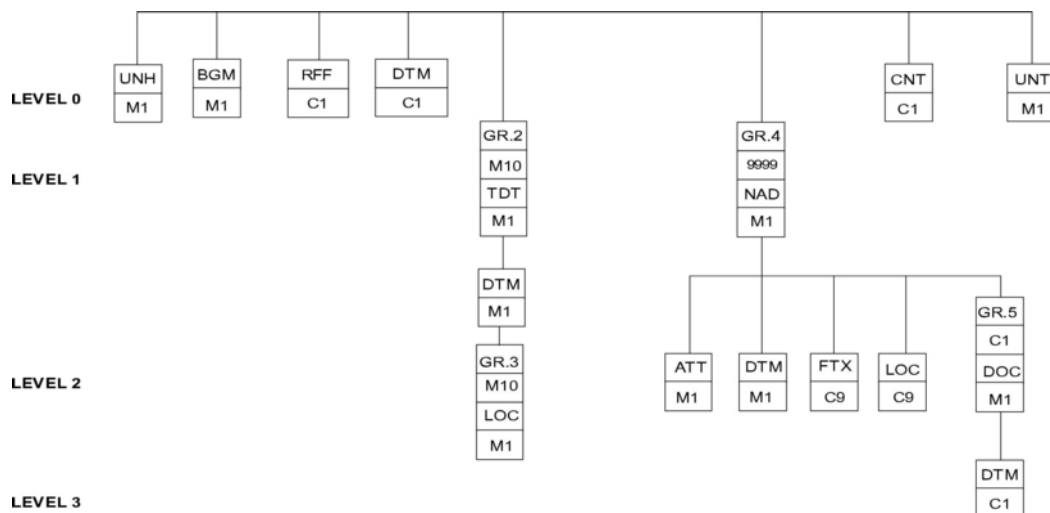 UNH
M1
BGM
M1
RFF
C1
DTM
C1
CNT
C1
UNT
M1
LEVEL 0
GR.2
M10
TDT
M1
GR.4
9999
NAD
M1
LEVEL 1
DTM
M1
GR.3
M10
LOC
M1
ATT
M1
DTM
M1
FTX
C9
LOC
C9
GR.5
C1
DOC
M1
LEVEL 2
DTM
C1
LEVEL 3